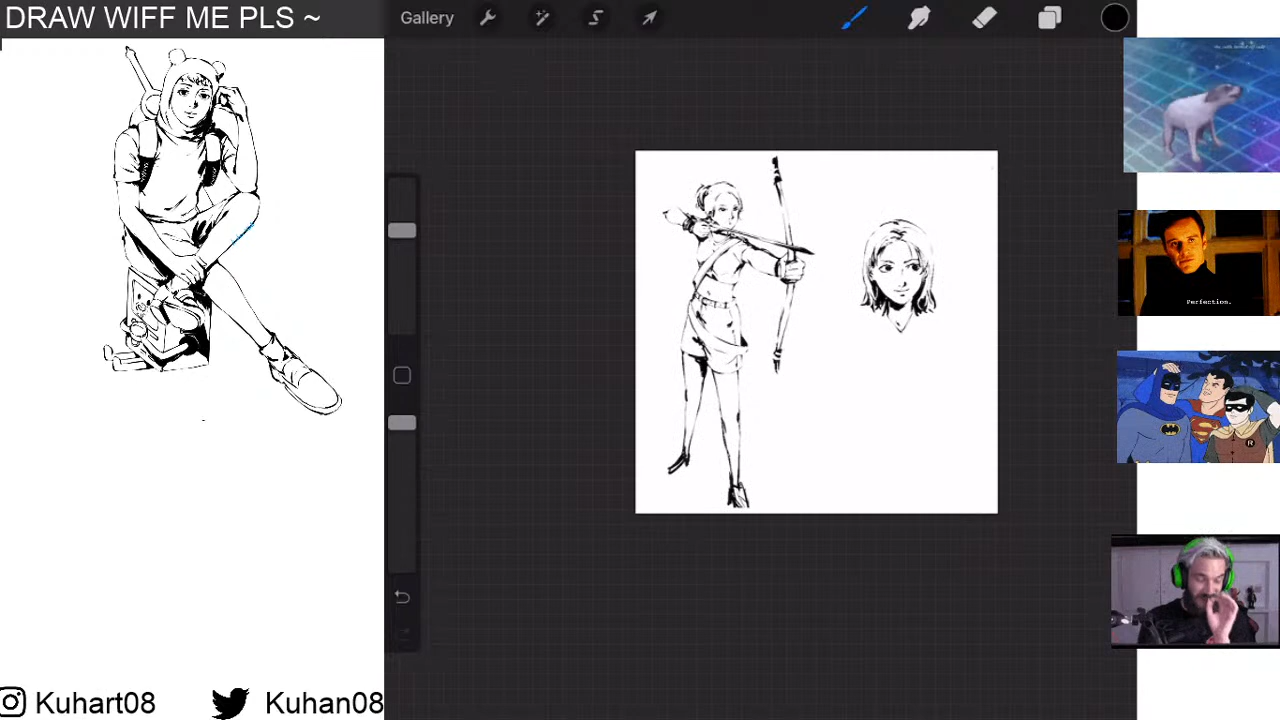 DRAW WIFF ME PLS ~
Gallery
Perfection.
R
Kuhart08
Kuhan08